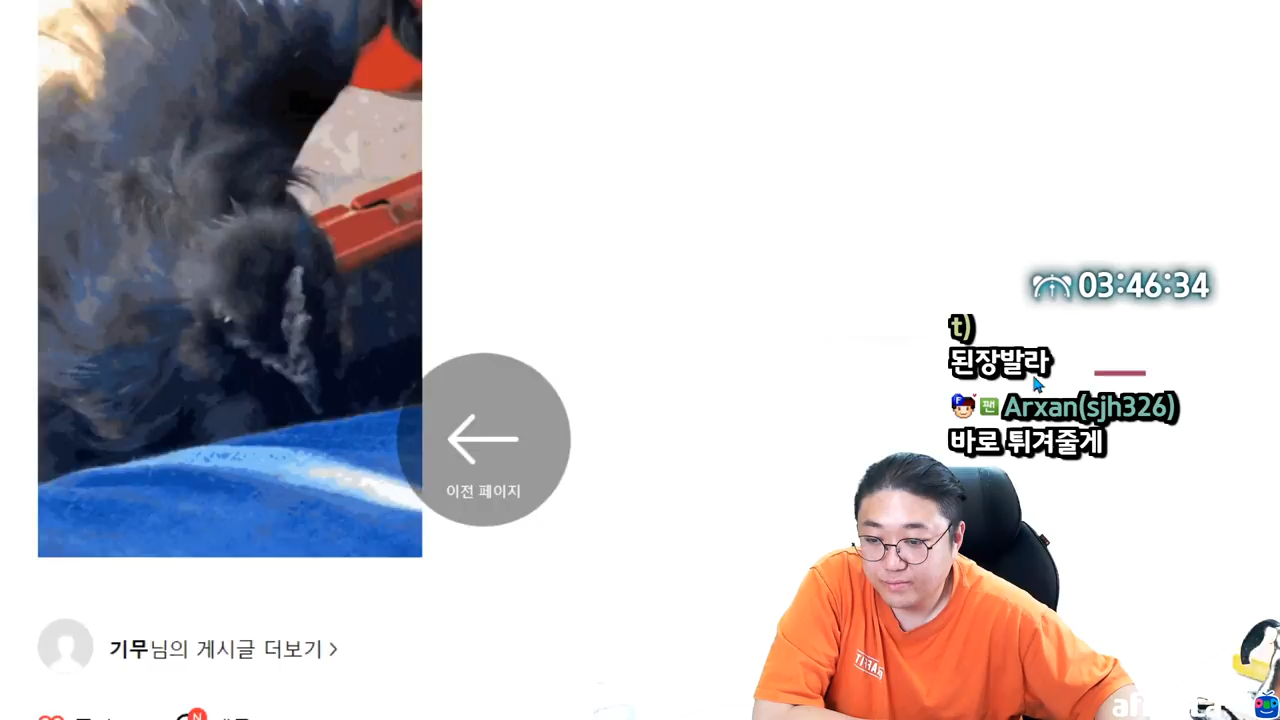 03:46:34
t)
된장발라
팬 Arxan(sjh326)
바로 튀겨줄게
이전 페이지
기무님의 게시글 더보기 >
N